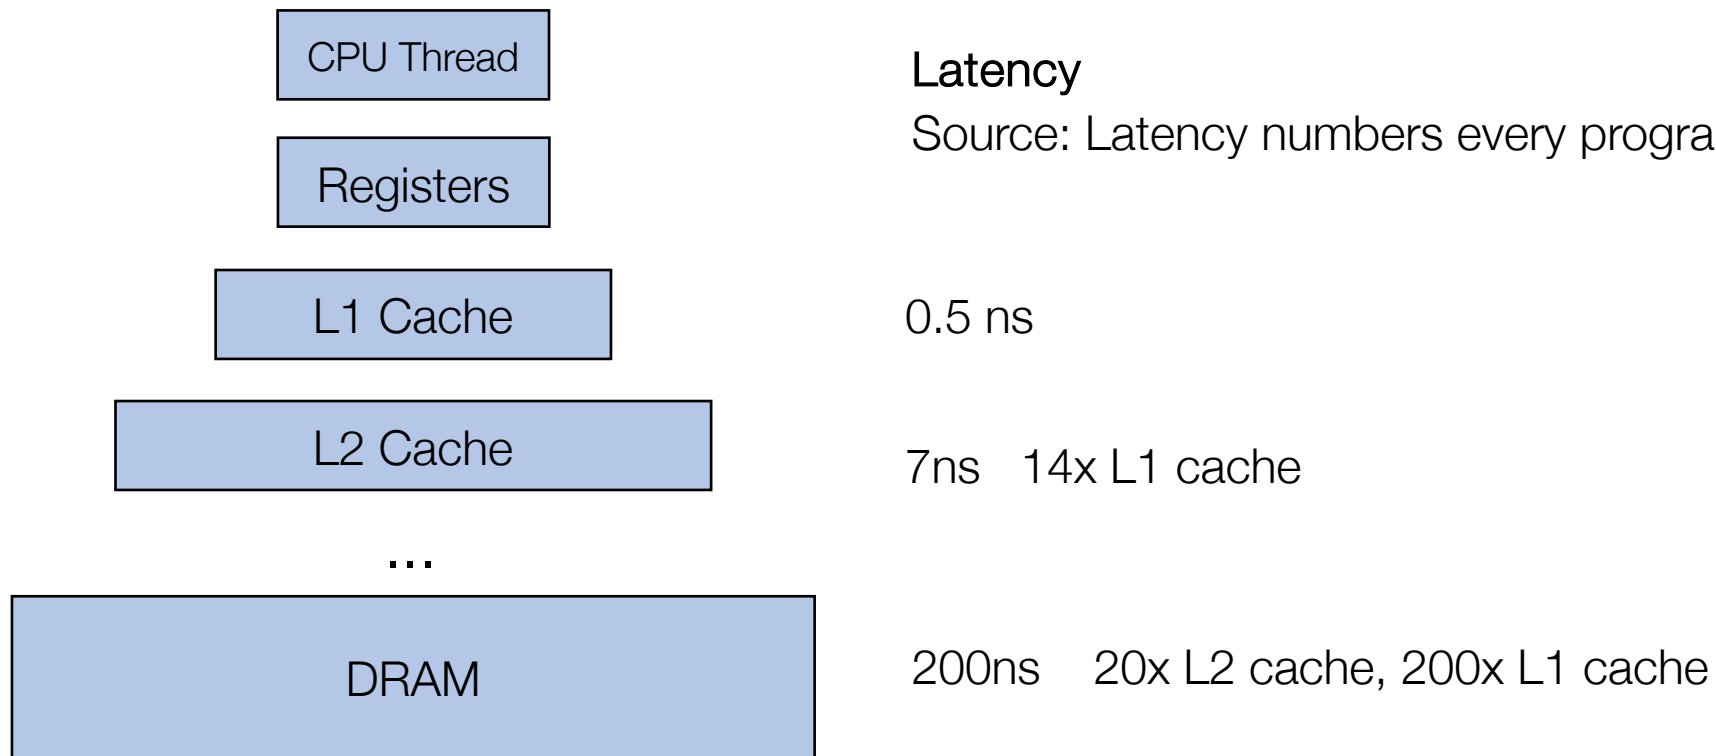 CPU Thread
Registers
L1 Cache
L2 Cache
...
DRAM
Latency
Source: Latency numbers every progra
0.5 ns
7ns 14x L1 cache
200ns 20x L2 cache, 200x L1 cache